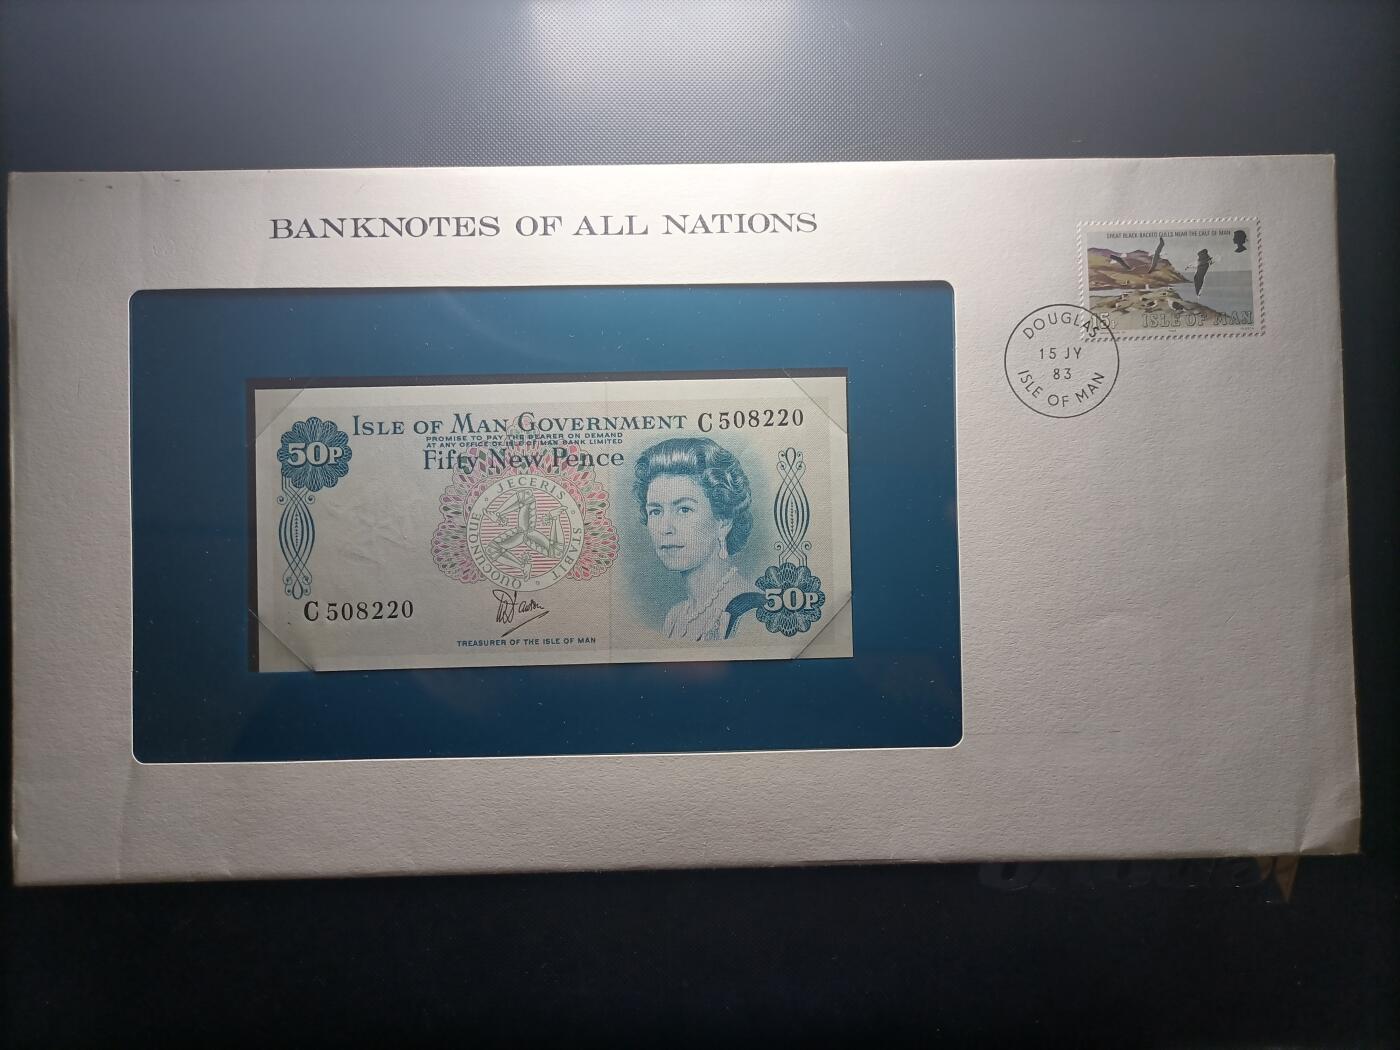 BANKNOTES OF ALL NATIONS
GREAT BLACK-BACKED GULLS NEAR THE CALF OF MAN
15p ISLE OF MAN
DOUGLAS
15 JY
83
ISLE OF MAN
ISLE OF MAN GOVERNMENT C 508220
PROMISE TO PAY THE BEARER ON DEMAND
AT ANY OFFICE OF ISLE OF MAN BANK LIMITED
50P Fifty New Pence
QUOCUNQUE JECERIS STABIT
C 508220
50P
TREASURER OF THE ISLE OF MAN